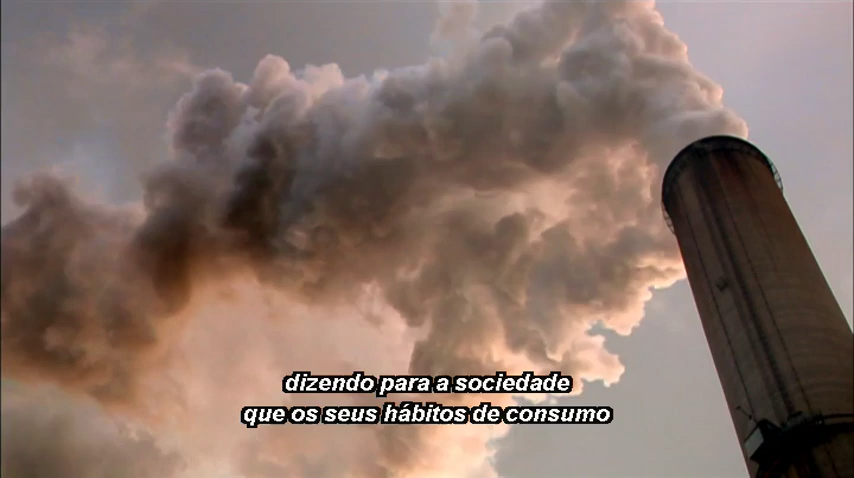 dizendo para a sociedade
que os seus hábitos de consumo